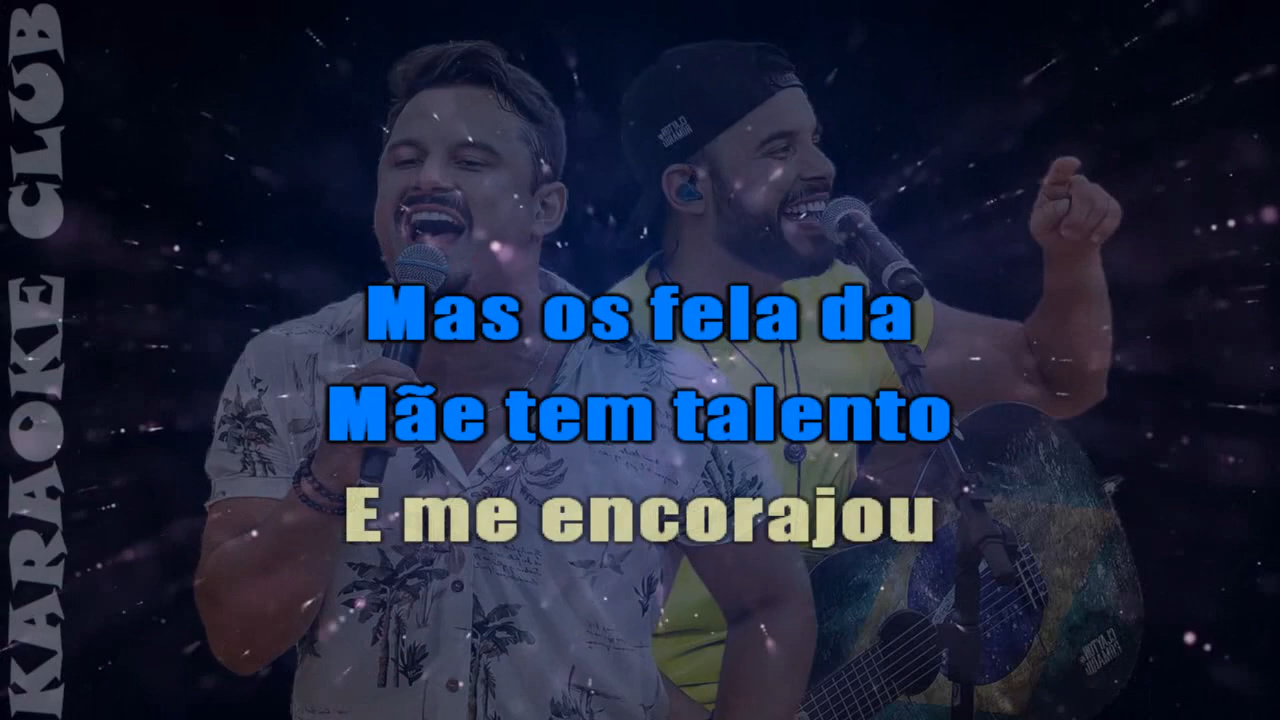 KARAOKE CLUB
Mas os fela da
Mãe tem talento
E me encorajou